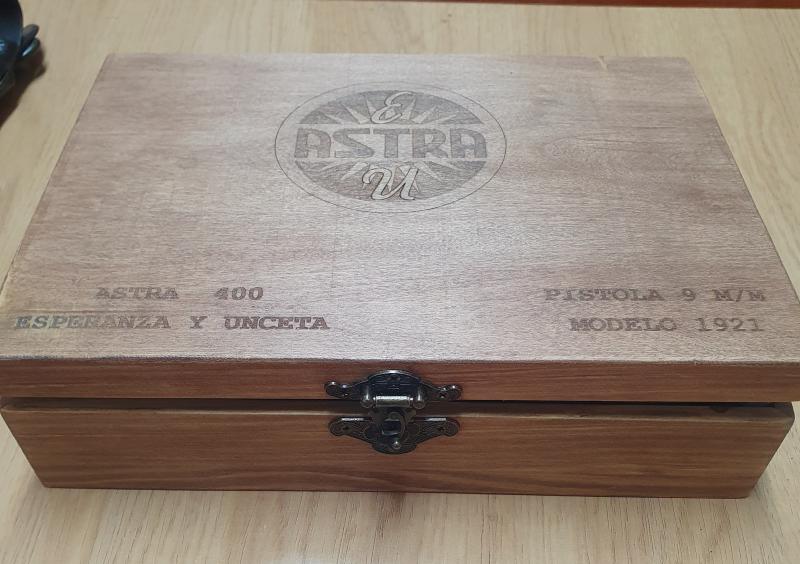 E
ASTRA
U
ASTRA 400
ESPERANZA Y UNCETA
PISTOLA 9 M/M
MODELO 1921